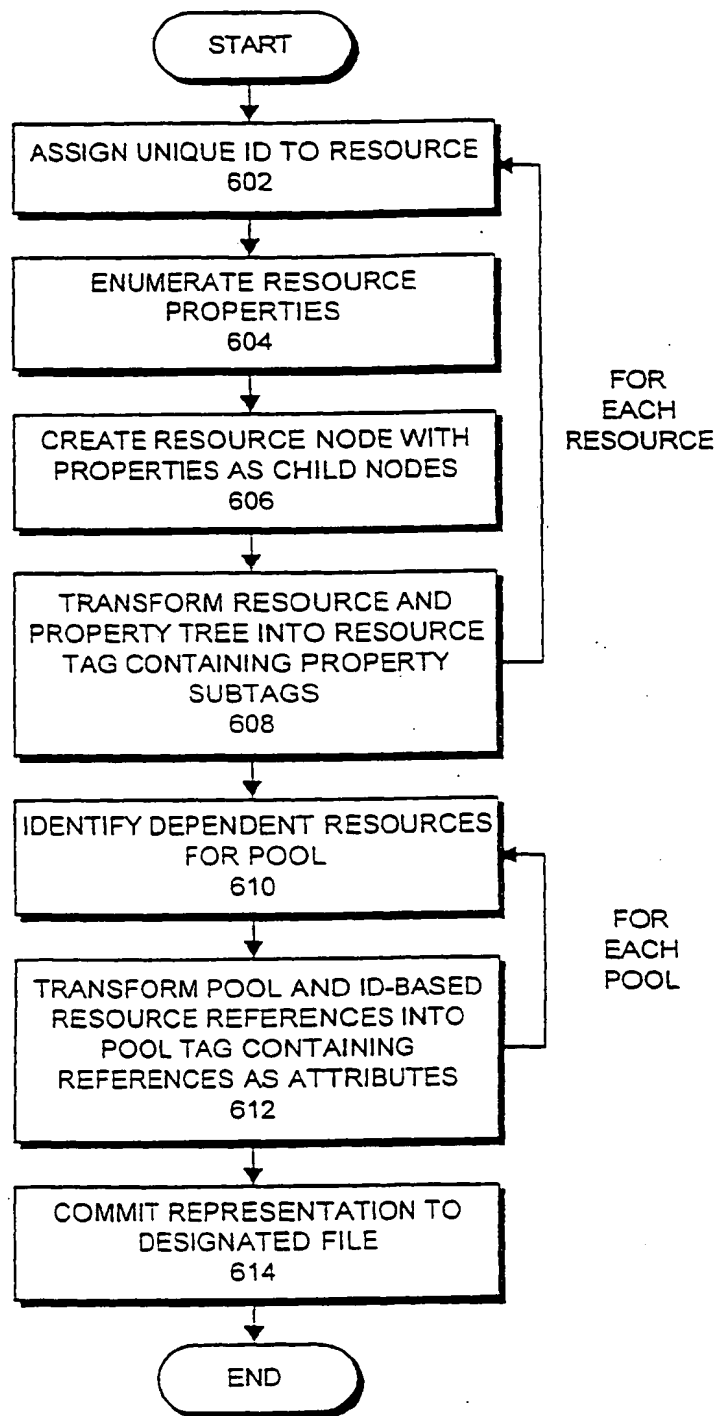 START
ASSIGN UNIQUE ID TO RESOURCE
602
ENUMERATE RESOURCE
PROPERTIES
604
FOR
EACH
RESOURCE
CREATE RESOURCE NODE WITH
PROPERTIES AS CHILD NODES
606
TRANSFORM RESOURCE AND
PROPERTY TREE INTO RESOURCE
TAG CONTAINING PROPERTY
SUBTAGS
608
IDENTIFY DEPENDENT RESOURCES
FOR POOL
610
FOR
EACH
POOL
TRANSFORM POOL AND ID-BASED
RESOURCE REFERENCES INTO
POOL TAG CONTAINING
REFERENCES AS ATTRIBUTES
612
COMMIT REPRESENTATION TO
DESIGNATED FILE
614
END